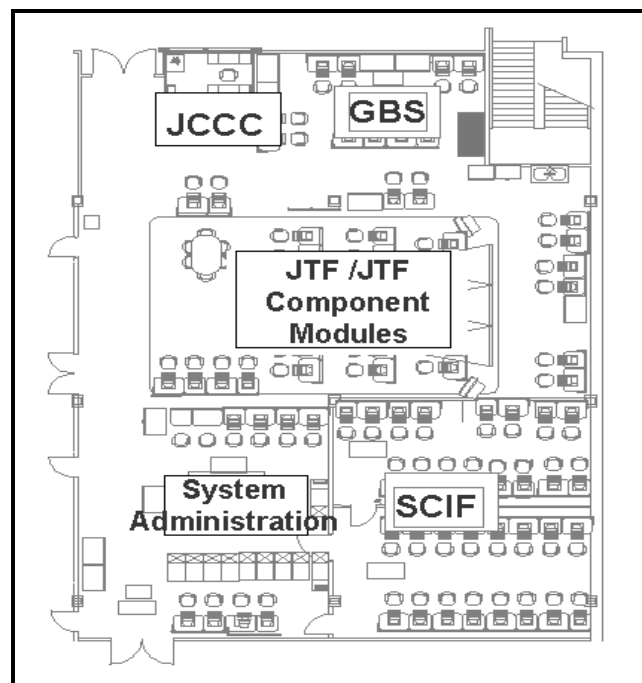 JCCC
GBS
JTF /JTF
Component
Modules
System
Administration
SCIF